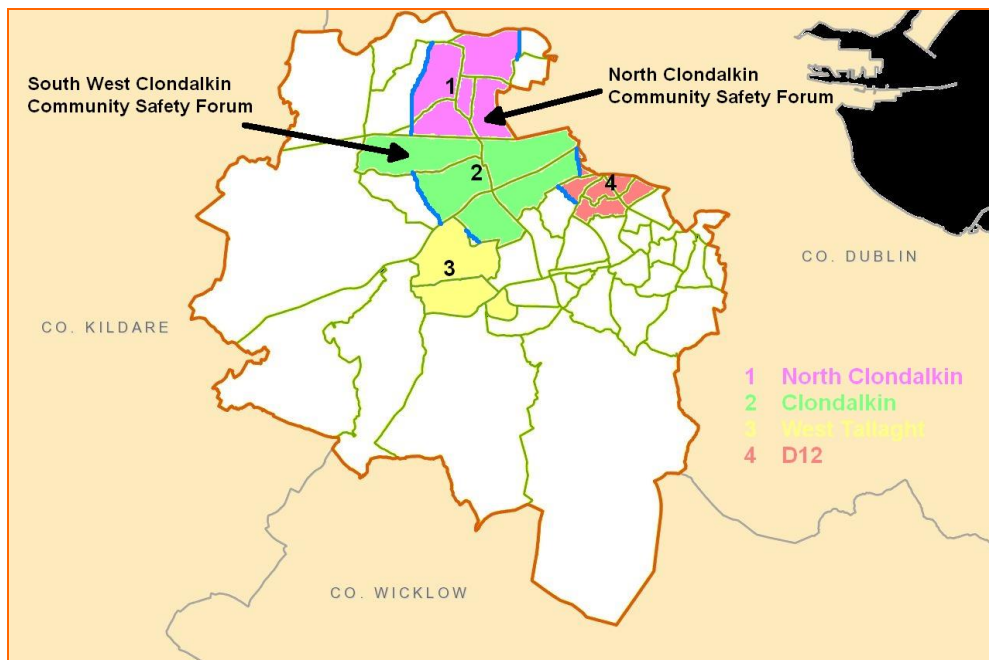 South West Clondalkin
Community Safety Forum
North Clondalkin
Community Safety Forum
1
2
4
3
CO. DUBLIN
CO. KILDARE
1 North Clondalkin
2 Clondalkin
3 West Tallaght
4 D12
CO. WICKLOW